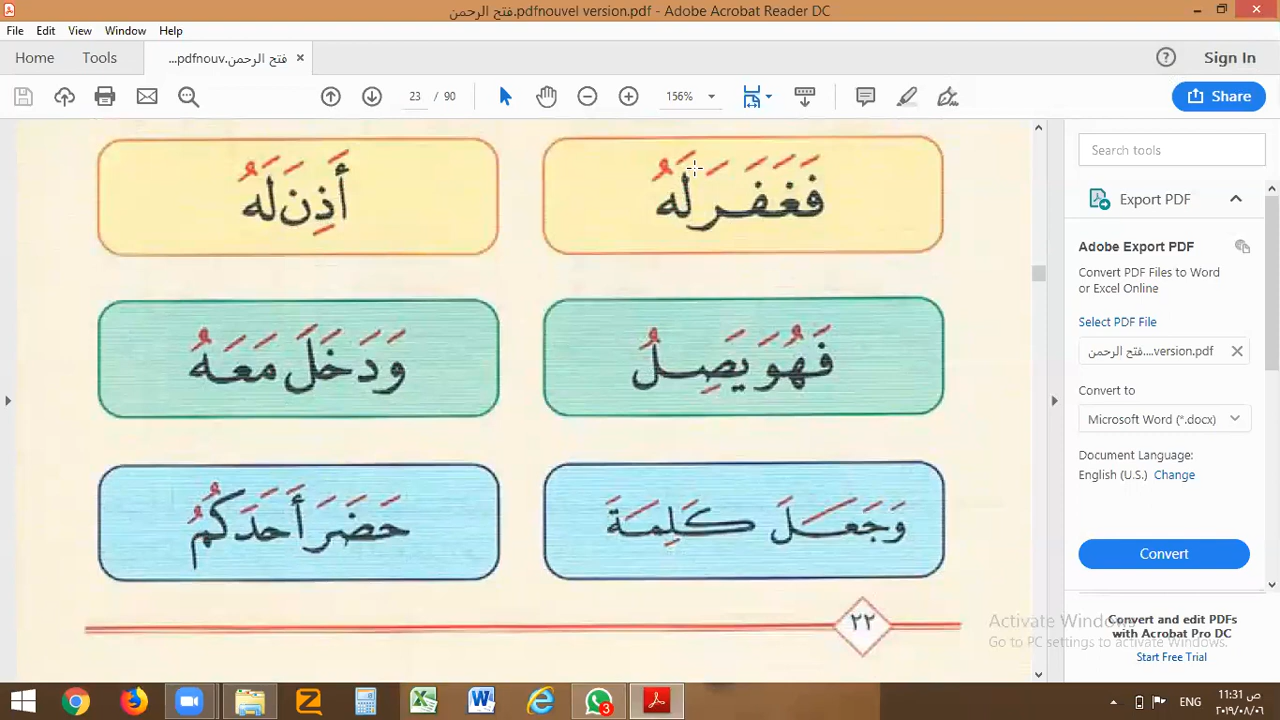 فتح الرحمن.pdfnouvel version.pdf - Adobe Acrobat Reader DC
File Edit View Window Help
Home Tools ...pdfnouv.فتح الرحمن × Sign In
23 / 90 156% Share
فَغَفَرَ لَهُ
أَذِنَ لَهُ
فَهُوَ يَصِلُ
وَدَخَلَ مَعَهُ
وَجَعَلَ كَلِمَةَ
حَضَرَ أَحَدَكُمُ
٢٢
Search tools
Export PDF
Adobe Export PDF
Convert PDF Files to Word
or Excel Online
Select PDF File
فتح الرحمن....version.pdf
Convert to
Microsoft Word (*.docx)
Document Language:
English (U.S.) Change
Convert
Activate Windows
Go to PC settings to activate Windows.
Convert and edit PDFs
with Acrobat Pro DC
Start Free Trial
3
ENG
11:31 ص
٢٠١٩/٠٨/٠٦